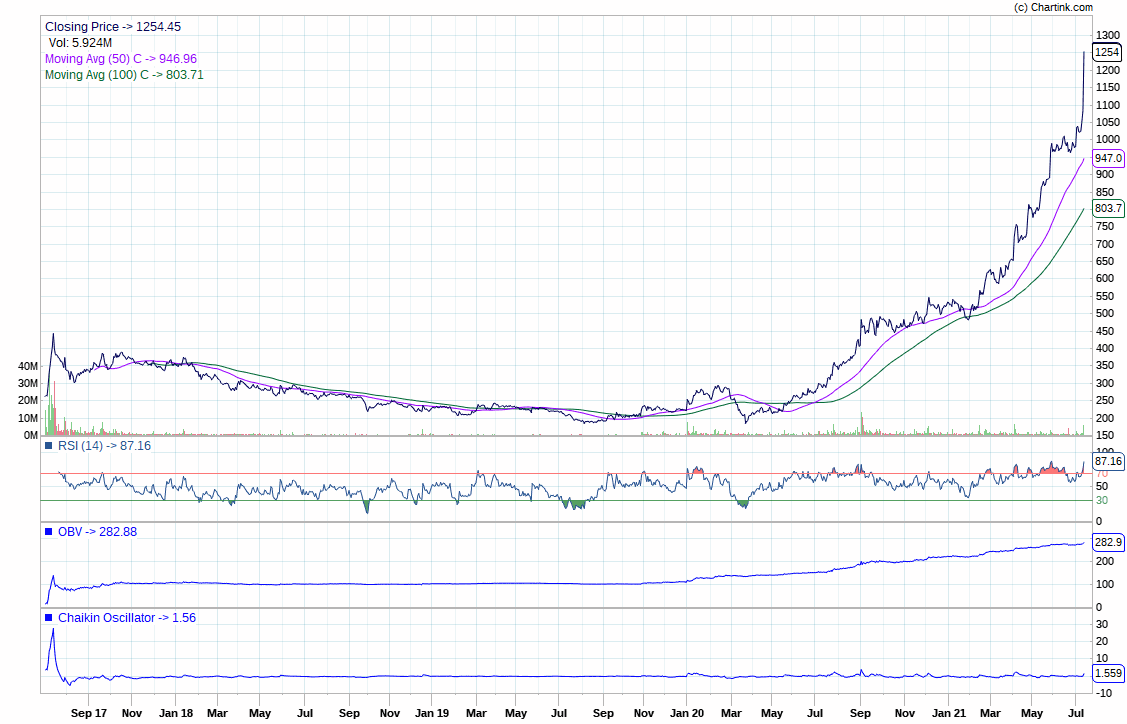 (c) Chartink.com
Closing Price -> 1254.45
Vol: 5.924M
Moving Avg (50) C -> 946.96
Moving Avg (100) C -> 803.71
1300
1254
1200
1150
1100
1050
1000
947.0
900
850
803.7
750
700
650
600
550
500
450
400
350
300
250
200
150
40M
30M
20M
10M
0M
RSI (14) -> 87.16
100
87.16
70
50
30
0
OBV -> 282.88
282.9
200
100
0
Chaikin Oscillator -> 1.56
30
20
10
1.559
-10
Sep 17 Nov Jan 18 Mar May Jul Sep Nov Jan 19 Mar May Jul Sep Nov Jan 20 Mar May Jul Sep Nov Jan 21 Mar May Jul